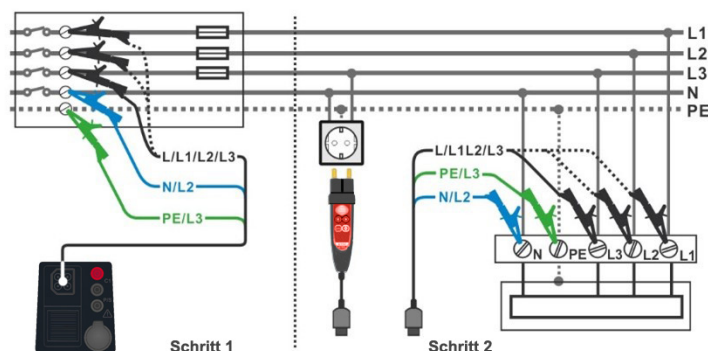 L1
L2
L3
N
PE
L/L1/L2/L3
N/L2
PE/L3
Schritt 1
L/L1L2/L3
PE/L3
N/L2
N
PE
L3
L2
L1
Schritt 2